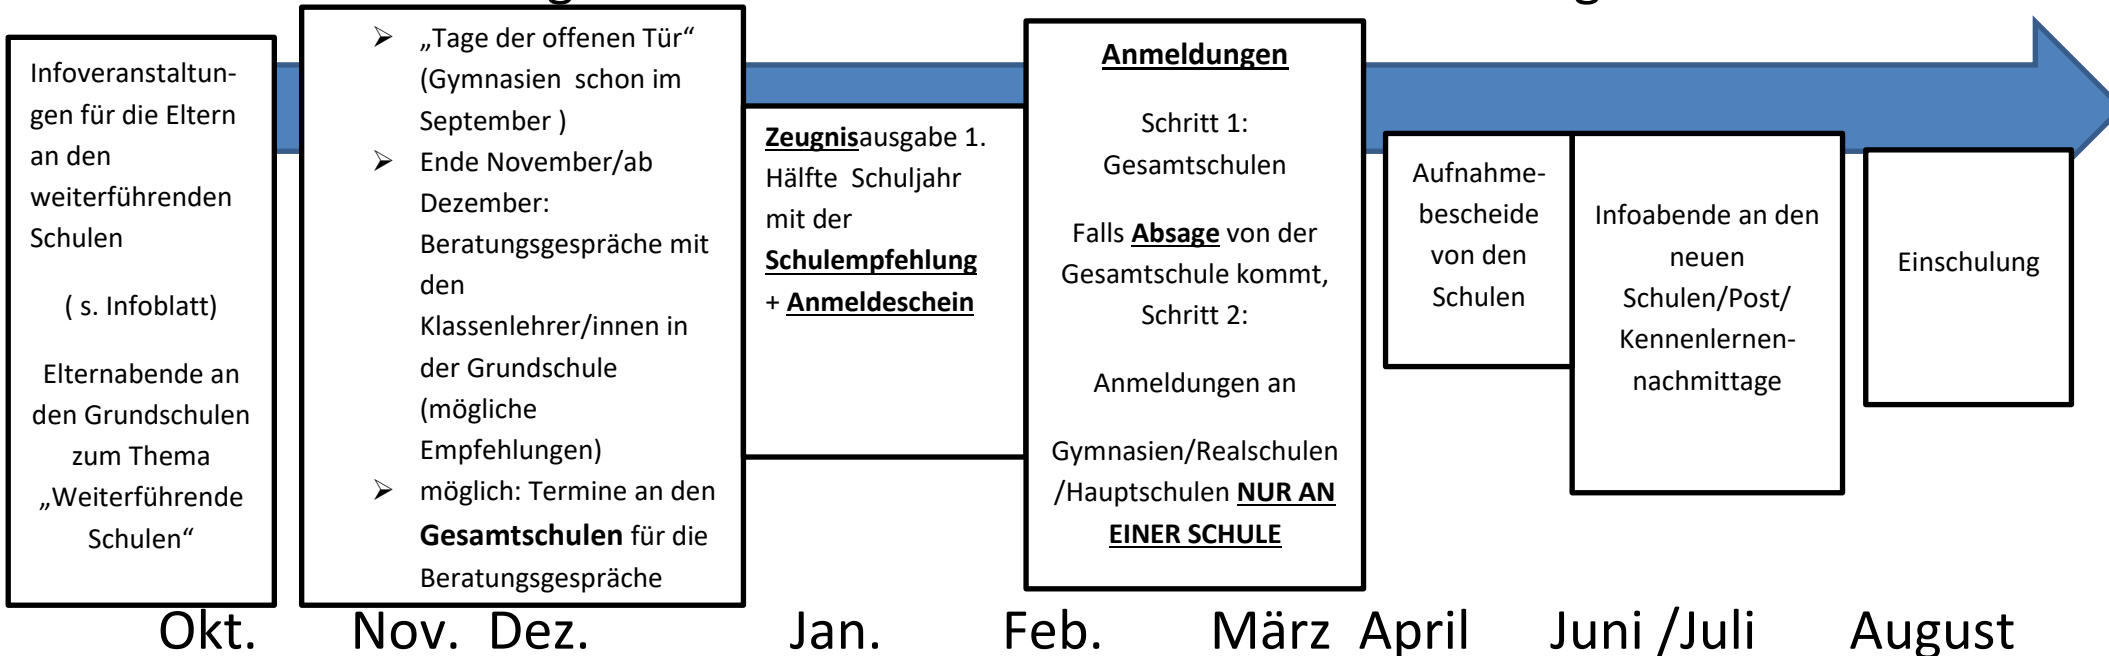 Infoveranstaltun-
gen für die Eltern
an den
weiterführenden
Schulen
( s. Infoblatt)
Elternabende an
den Grundschulen
zum Thema
„Weiterführende
Schulen“
➢ „Tage der offenen Tür“
(Gymnasien schon im
September )
➢ Ende November/ab
Dezember:
Beratungsgespräche mit
den
Klassenlehrer/innen in
der Grundschule
(mögliche
Empfehlungen)
➢ möglich: Termine an den
Gesamtschulen für die
Beratungsgespräche
Zeugnisausgabe 1.
Hälfte Schuljahr
mit der
Schulempfehlung
+ Anmeldeschein
Anmeldungen
Schritt 1:
Gesamtschulen
Falls Absage von der
Gesamtschule kommt,
Schritt 2:
Anmeldungen an
Gymnasien/Realschulen
/Hauptschulen NUR AN
EINER SCHULE
Aufnahme-
bescheide
von den
Schulen
Infoabende an den
neuen
Schulen/Post/
Kennenlernen-
nachmittage
Einschulung
Okt. Nov. Dez. Jan. Feb. März April Juni /Juli August